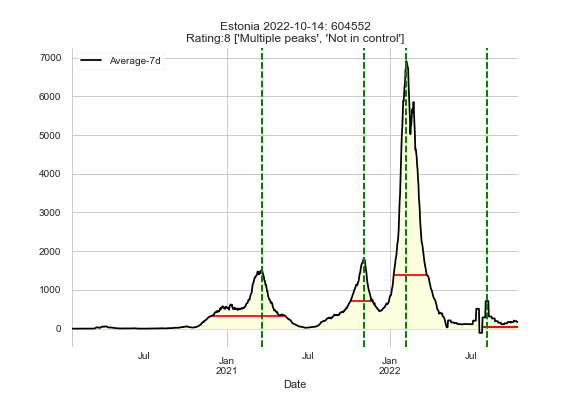 Estonia 2022-10-14: 604552
Rating:8 ['Multiple peaks', 'Not in control']
Average-7d
7000
6000
5000
4000
3000
2000
1000
0
Jul
Jan
2021
Jul
Jan
2022
Jul
Date